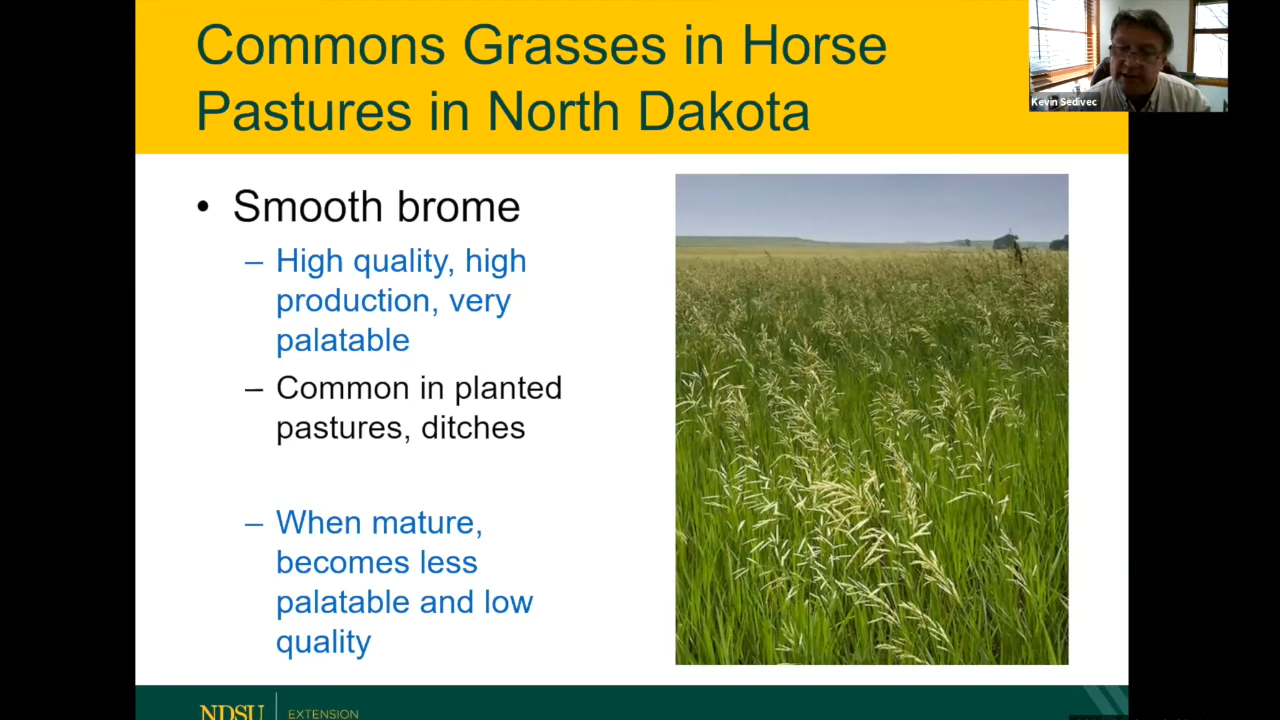 Commons Grasses in Horse
Pastures in North Dakota
Kevin Sedivec
• Smooth brome
– High quality, high
production, very
palatable
– Common in planted
pastures, ditches
– When mature,
becomes less
palatable and low
quality
NDSU EXTENSION